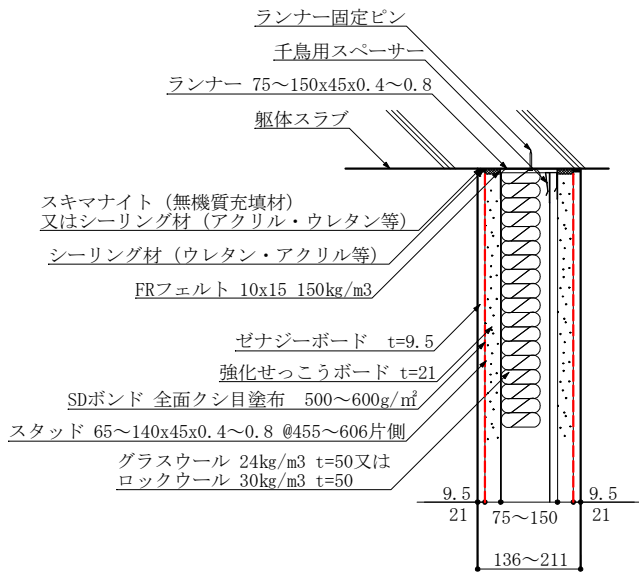 ランナー固定ピン
千鳥用スペーサー
ランナー 75～150x45x0.4～0.8
躯体スラブ
スキマナイト（無機質充填材）
又はシーリング材（アクリル・ウレタン等）
シーリング材（ウレタン・アクリル等）
FRフェルト 10x15 150kg/m3
ゼナジーボード t=9.5
強化せっこうボード t=21
SDボンド 全面クシ目塗布 500～600g/㎡
スタッド 65～140x45x0.4～0.8 @455～606片側
グラスウール 24kg/m3 t=50又は
ロックウール 30kg/m3 t=50
9.5 9.5
21 75～150 21
136～211